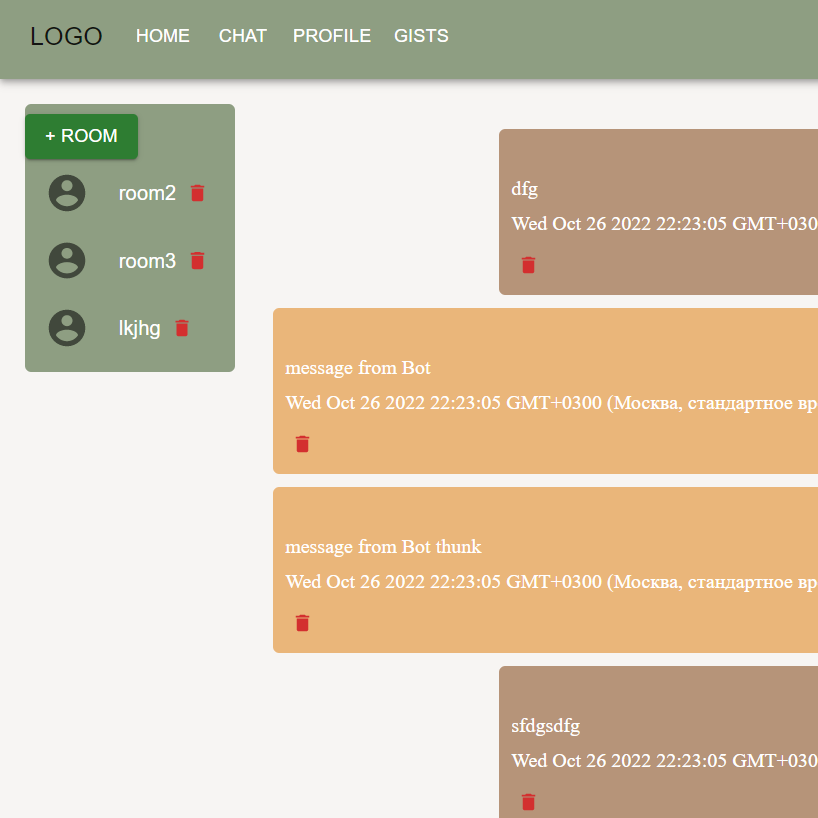 LOGO HOME CHAT PROFILE GISTS
+ ROOM
room2
room3
lkjhg
dfg
Wed Oct 26 2022 22:23:05 GMT+030
message from Bot
Wed Oct 26 2022 22:23:05 GMT+0300 (Москва, стандартное вр
message from Bot thunk
Wed Oct 26 2022 22:23:05 GMT+0300 (Москва, стандартное вр
sfdgsdfg
Wed Oct 26 2022 22:23:05 GMT+030